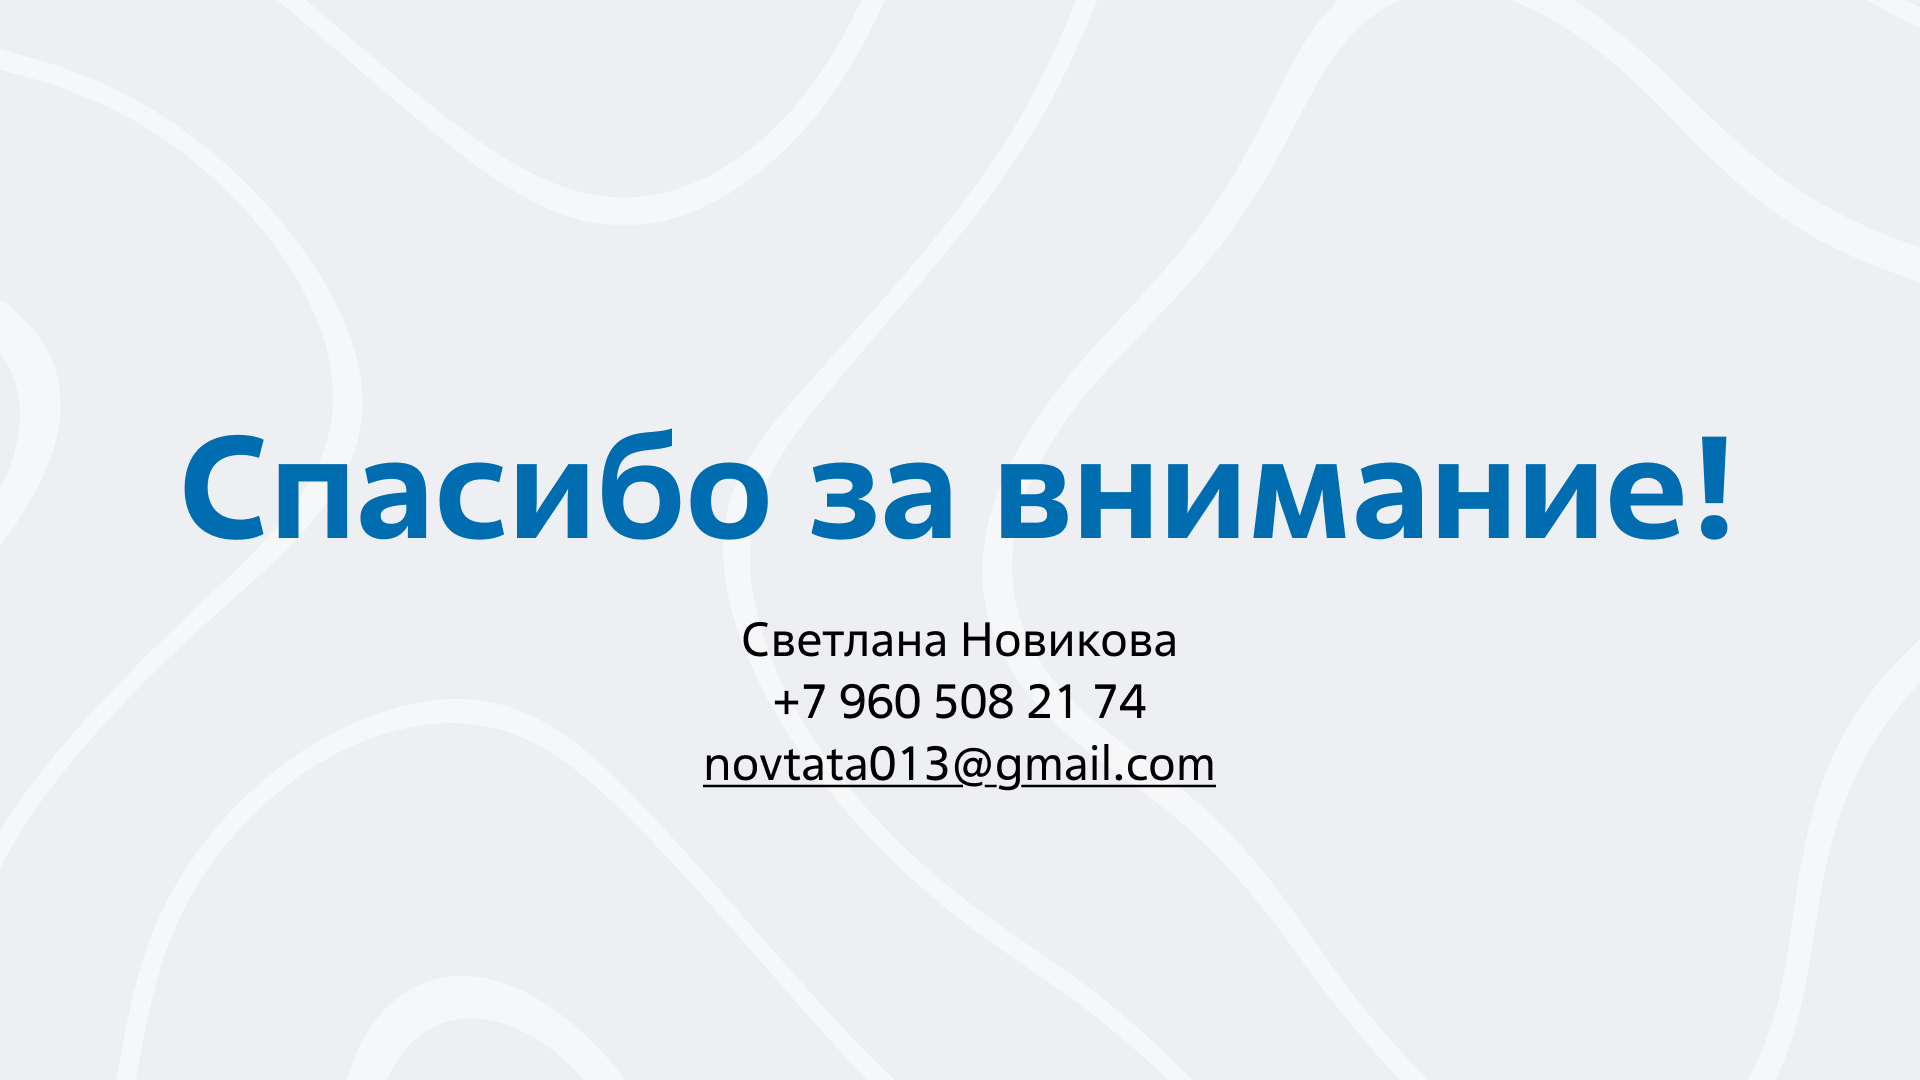 Спасибо за внимание!
Светлана Новикова
+7 960 508 21 74
novtata013@gmail.com